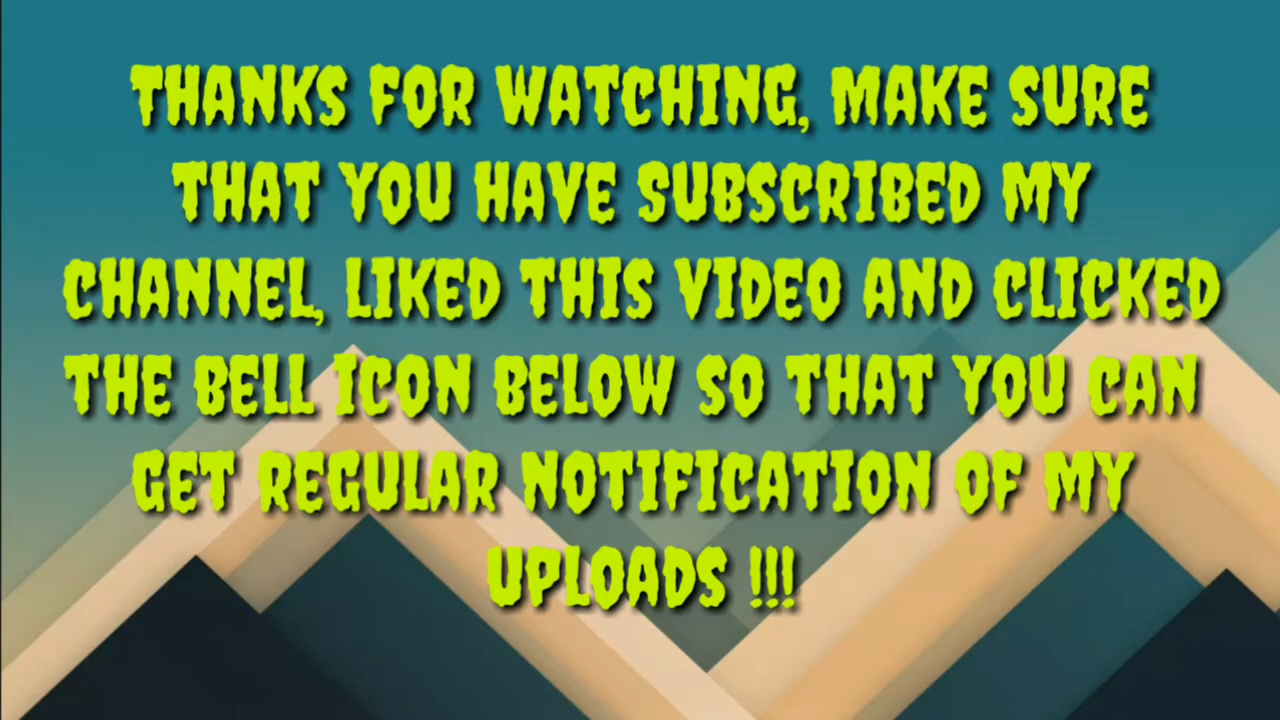 THANKS FOR WATCHING, MAKE SURE
THAT YOU HAVE SUBSCRIBED MY
CHANNEL, LIKED THIS VIDEO AND CLICKED
THE BELL ICON BELOW SO THAT YOU CAN
GET REGULAR NOTIFICATION OF MY
UPLOADS !!!